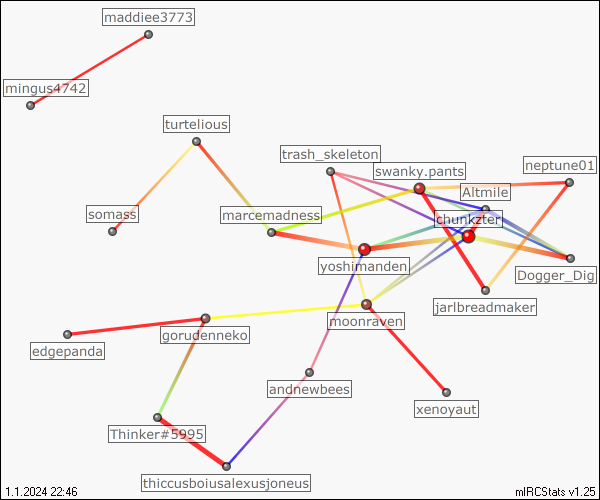 maddiee3773
mingus4742
turtelious
trash_skeleton
neptune01
swanky.pants
Altmile
somass
marcemadness
chunkzter
yoshimanden
Dogger_Dig
jarlbreadmaker
moonraven
gorudenneko
edgepanda
andnewbees
xenoyaut
Thinker#5995
thiccusboiusalexusjoneus
1.1.2024 22:46
mIRCStats v1.25